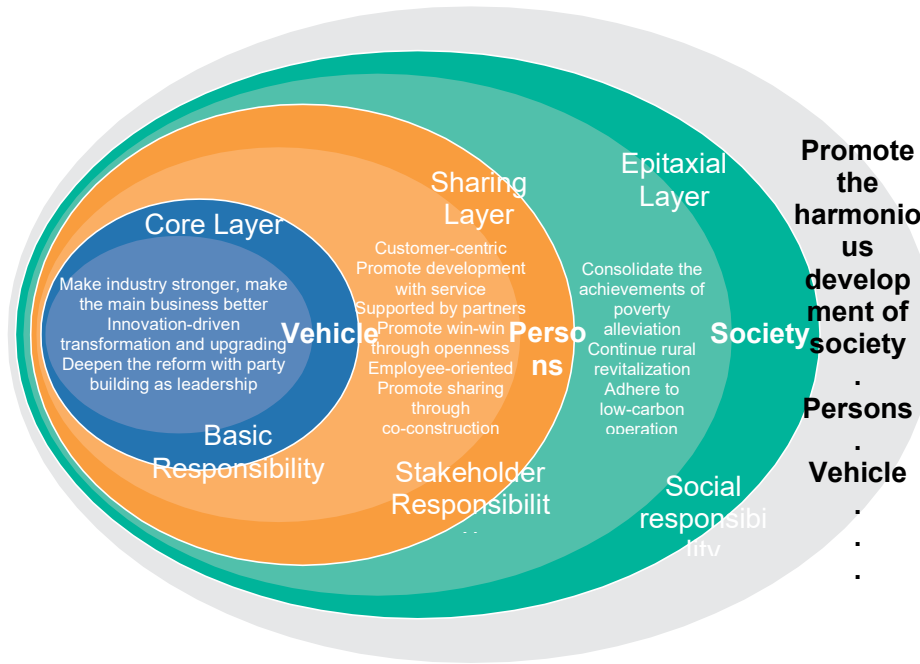 Core Layer
Make industry stronger, make
the main business better
Innovation-driven
transformation and upgrading
Deepen the reform with party
building as leadership
Vehicle
Basic
Responsibility
Sharing
Layer
Customer-centric
Promote development
with service
Supported by partners
Promote win-win
through openness
Employee-oriented
Promote sharing
through
co-construction
Perso
ns
Stakeholder
Responsibilit
Epitaxial
Layer
Consolidate the
achievements of
poverty
alleviation
Continue rural
revitalization
Adhere to
low-carbon
operation
Society
Social
responsibi
lity
Promote
the
harmonio
us
develop
ment of
society
.
Persons
.
Vehicle
.
.
.